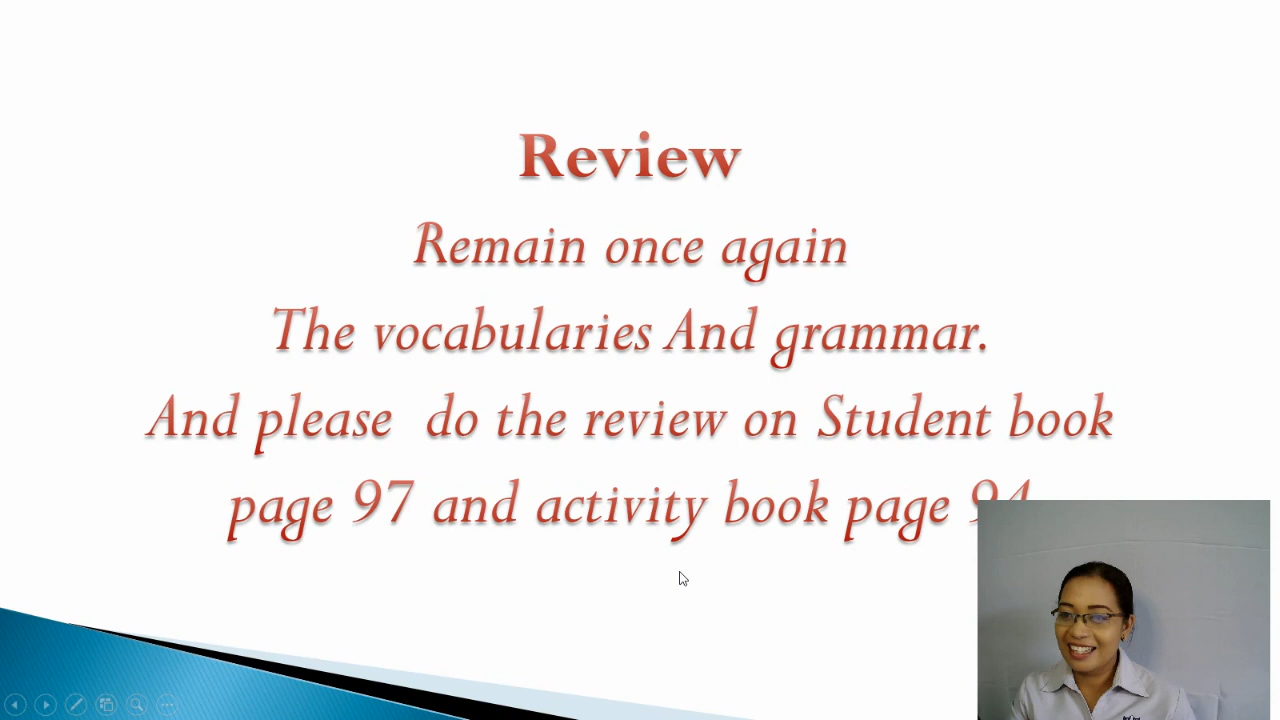 Review
Remain once again
The vocabularies And grammar.
And please do the review on Student book
page 97 and activity book page 94